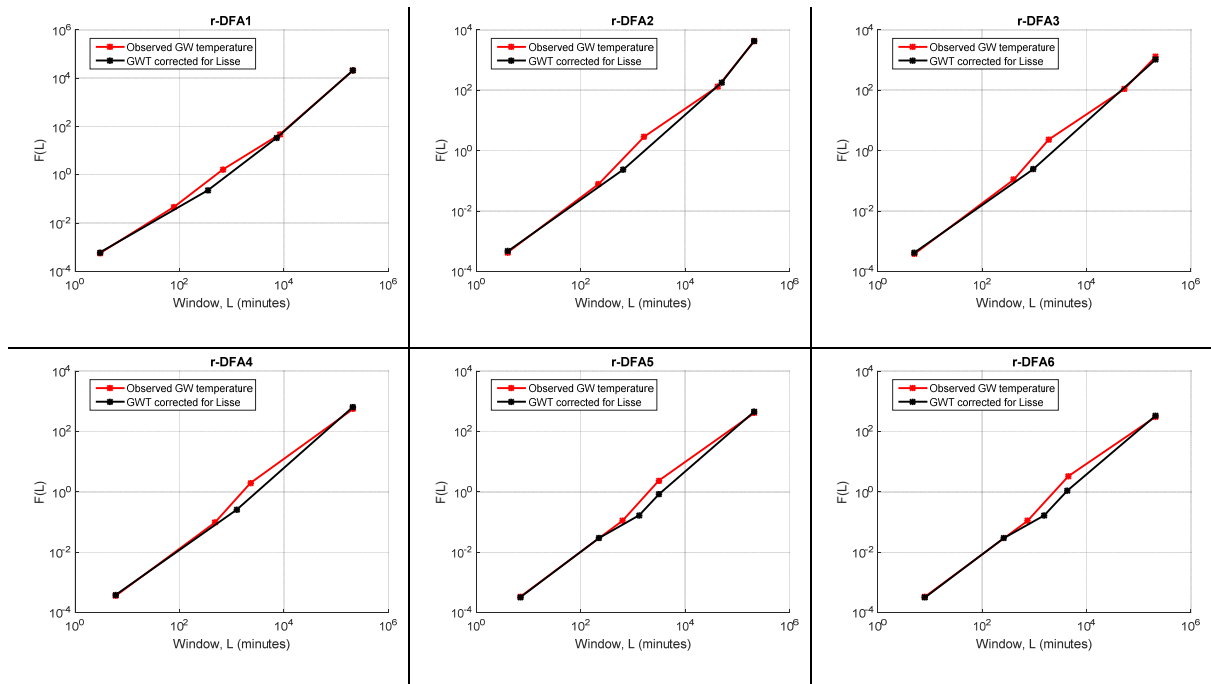 r-DFA1
10^6
10^4
10^2
10^0
10^-2
10^-4
F(L)
Observed GW temperature
GWT corrected for Lisse
10^0
10^2
10^4
10^6
Window, L (minutes)
r-DFA2
10^4
10^2
10^0
10^-2
10^-4
F(L)
Observed GW temperature
GWT corrected for Lisse
10^0
10^2
10^4
10^6
Window, L (minutes)
r-DFA3
10^4
10^2
10^0
10^-2
10^-4
F(L)
Observed GW temperature
GWT corrected for Lisse
10^0
10^2
10^4
10^6
Window, L (minutes)
r-DFA4
10^4
10^2
10^0
10^-2
10^-4
F(L)
Observed GW temperature
GWT corrected for Lisse
10^0
10^2
10^4
10^6
Window, L (minutes)
r-DFA5
10^4
10^2
10^0
10^-2
10^-4
F(L)
Observed GW temperature
GWT corrected for Lisse
10^0
10^2
10^4
10^6
Window, L (minutes)
r-DFA6
10^4
10^2
10^0
10^-2
10^-4
F(L)
Observed GW temperature
GWT corrected for Lisse
10^0
10^2
10^4
10^6
Window, L (minutes)